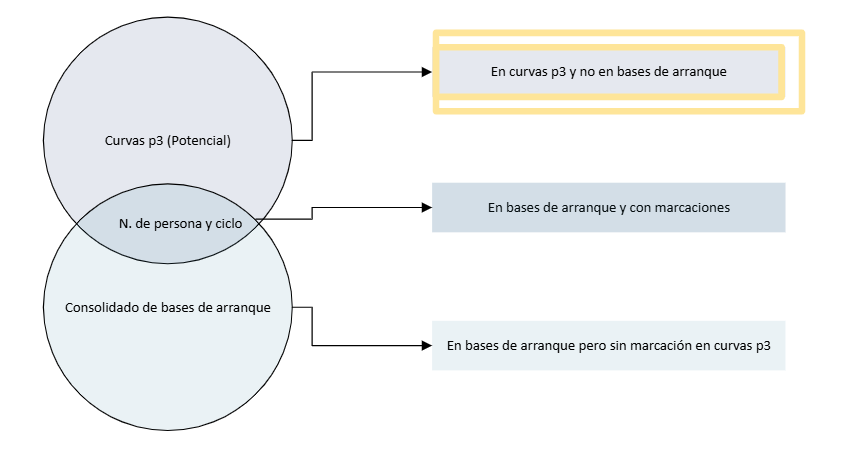 En curvas p3 y no en bases de arranque
Curvas p3 (Potencial)
En bases de arranque y con marcaciones
N. de persona y ciclo
Consolidado de bases de arranque
En bases de arranque pero sin marcación en curvas p3